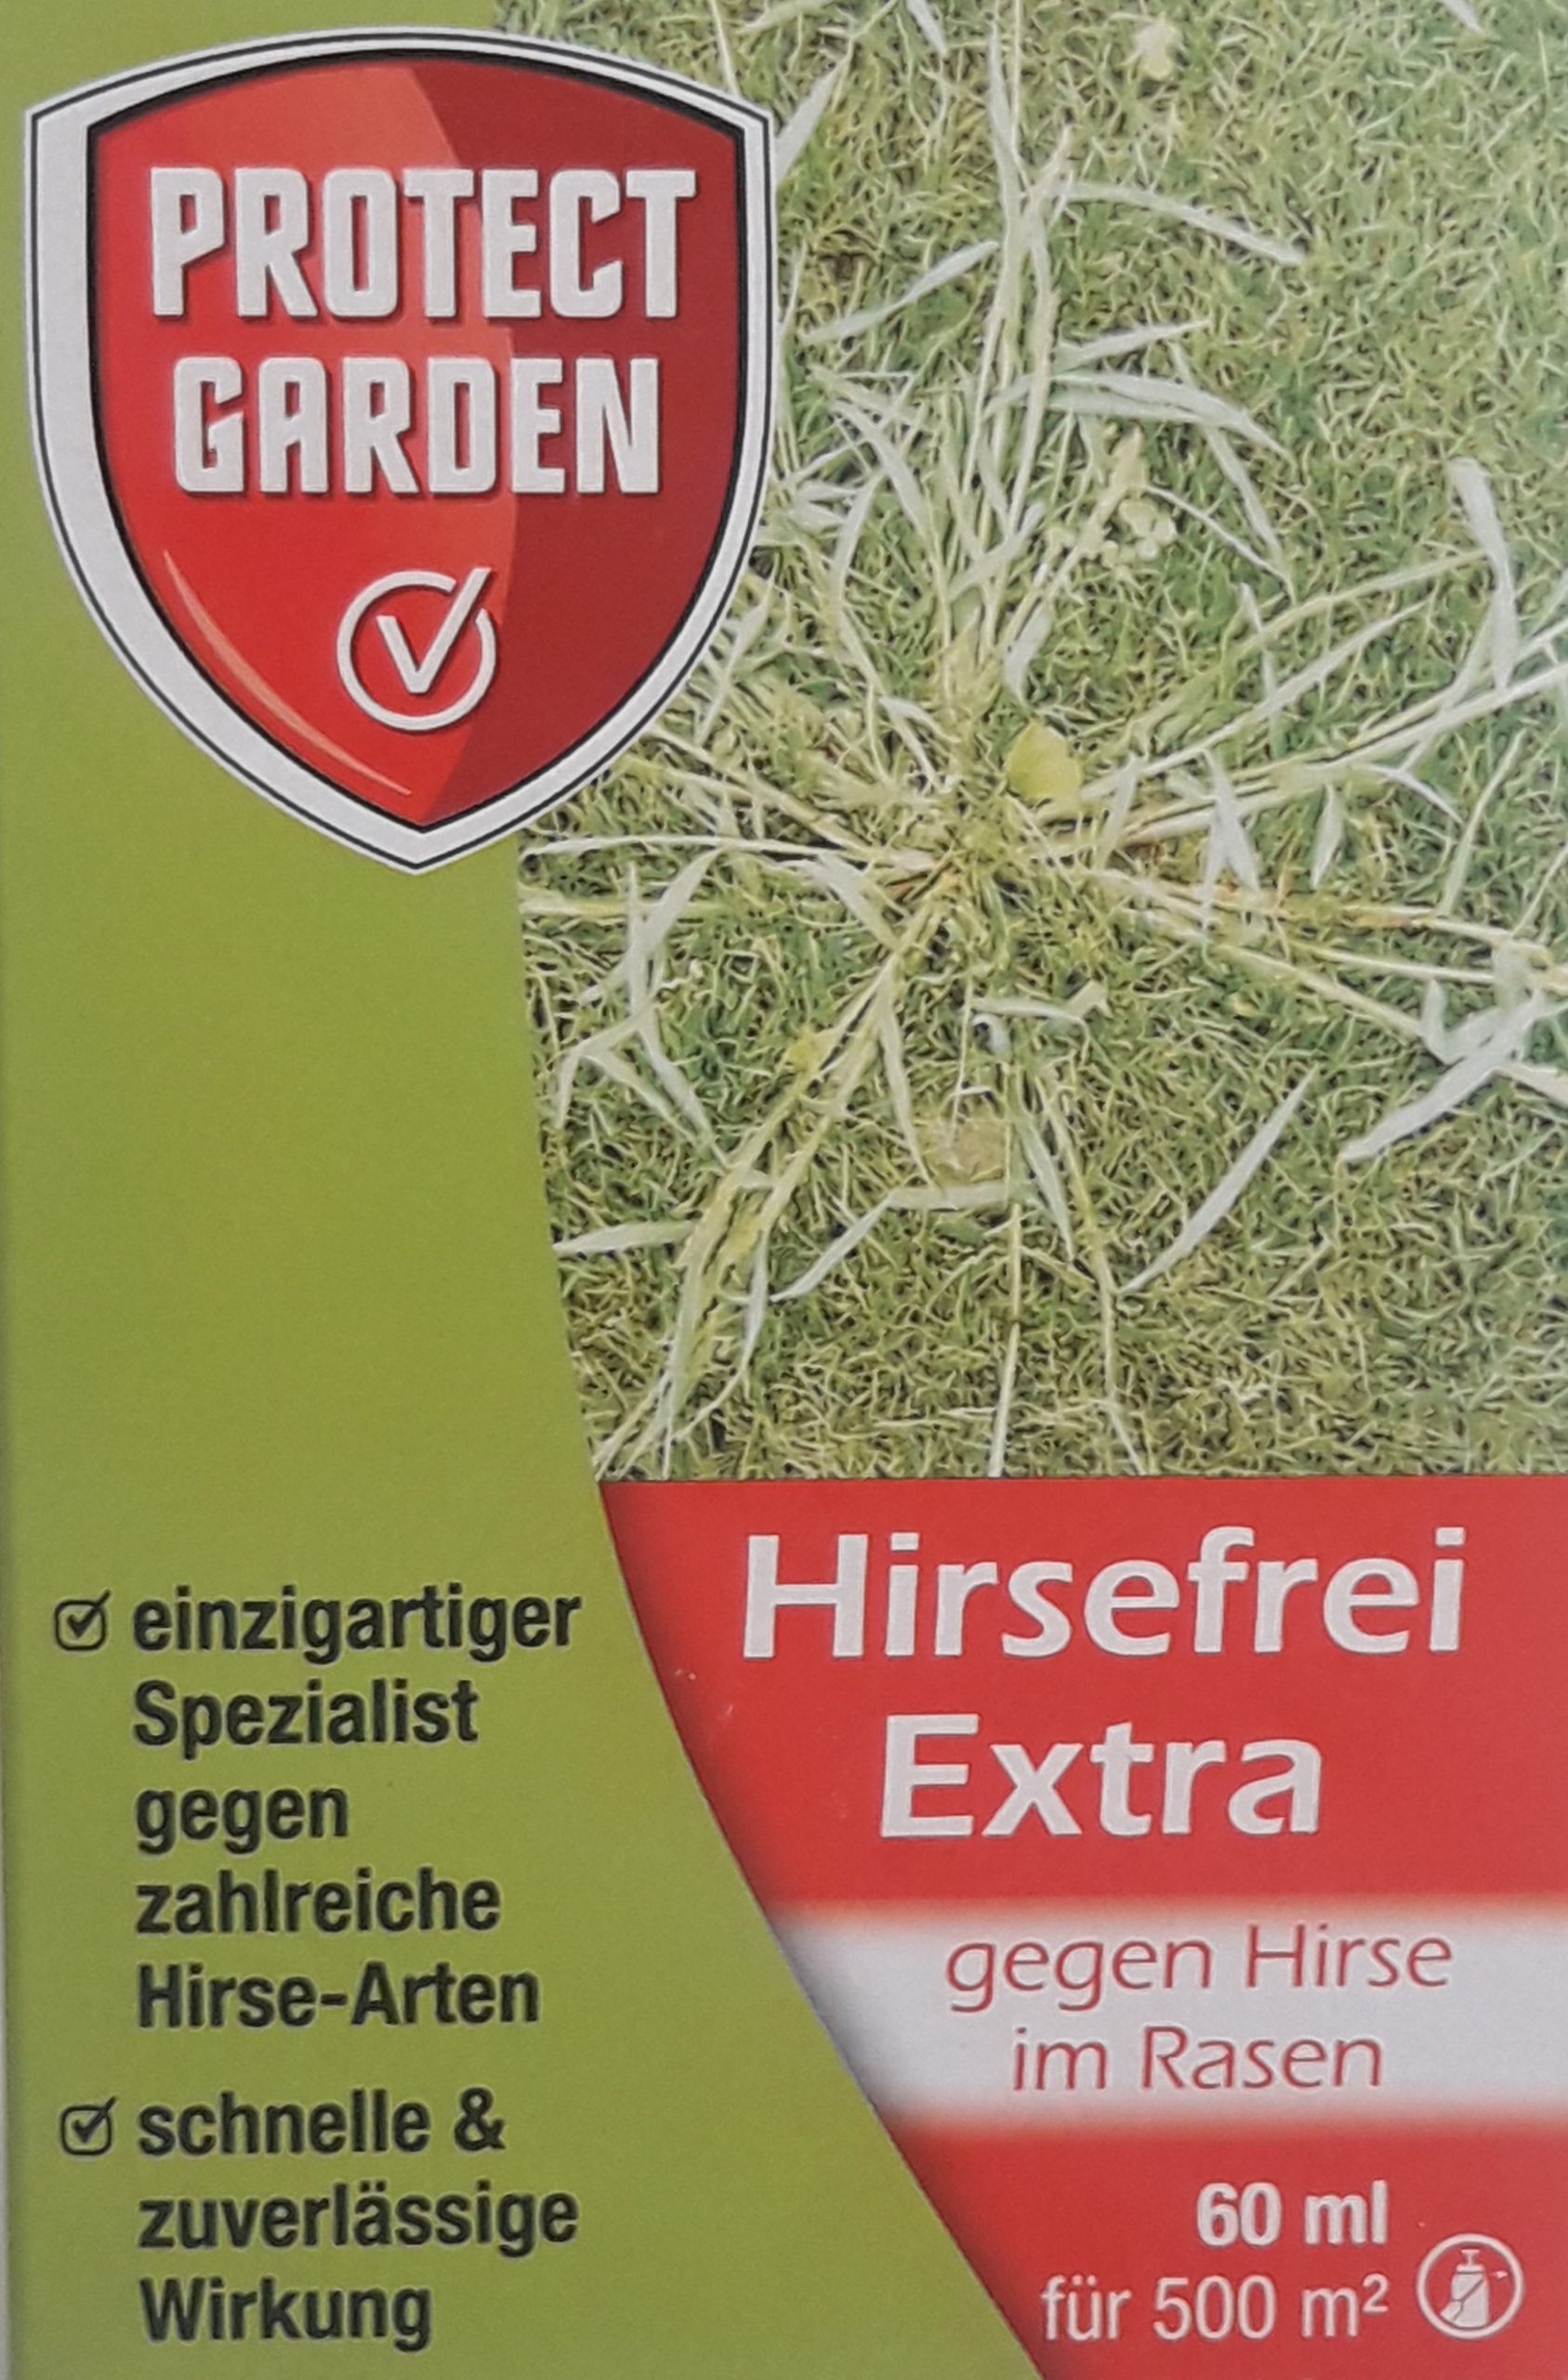 PROTECT
GARDEN
einzigartiger
Spezialist
gegen
zahlreiche
Hirse-Arten
schnelle &
zuverlässige
Wirkung
Hirsefrei
Extra
gegen Hirse
im Rasen
60 ml
für 500 m²